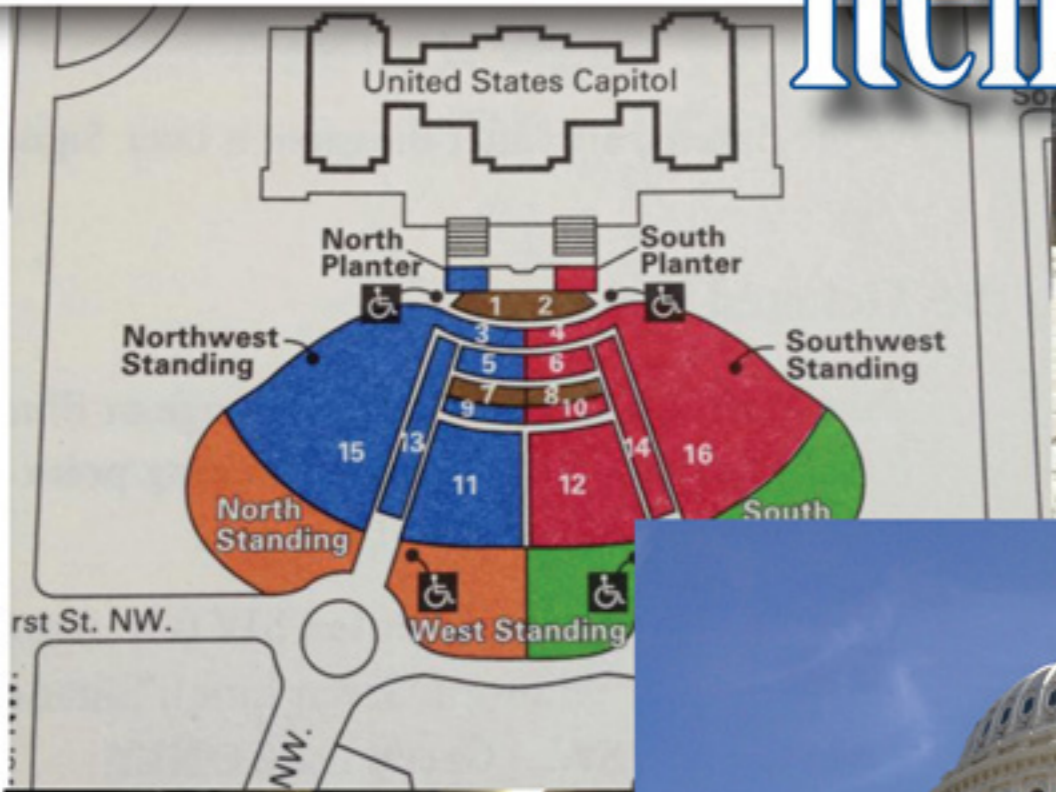 United States Capitol
North
Planter
South
Planter
1 2
3 4
5 6
7 8
9 10
Northwest
Standing
Southwest
Standing
15 13 11 12 14 16
North
Standing
South
West Standing
rst St. NW.
NW.